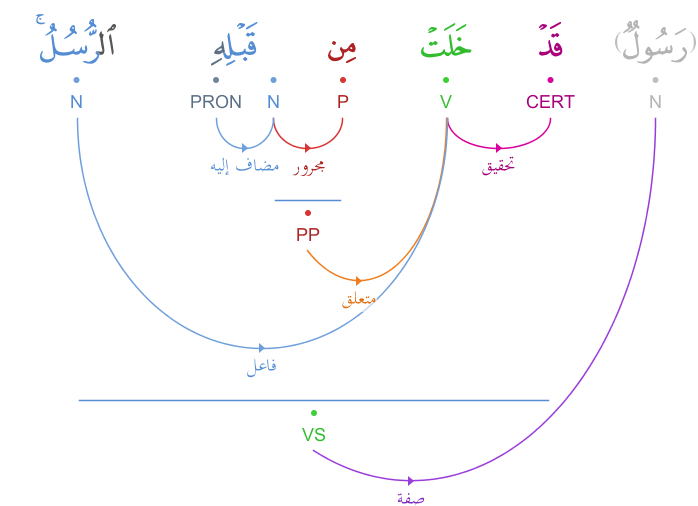 (رَسُولٌ) قَدْ خَلَتْ مِن قَبْلِهِ ٱلرُّسُلُ ۚ
N CERT V P N PRON N
تحقيق
مجرور مضاف إليه
PP
متعلق
فاعل
VS
صفة